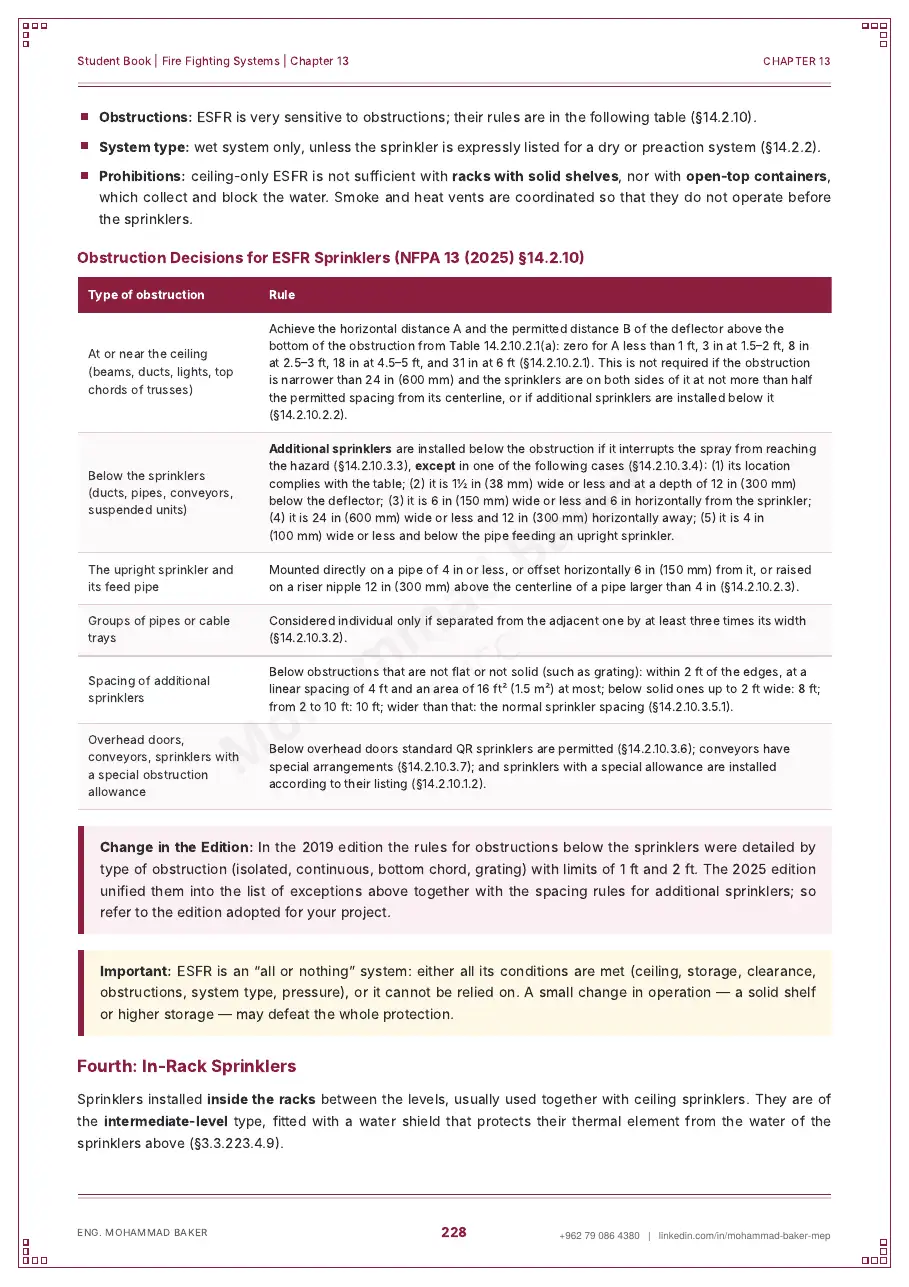 Student Book | Fire Fighting Systems | Chapter 13
CHAPTER 13
Obstructions: ESFR is very sensitive to obstructions; their rules are in the following table (§14.2.10).
System type: wet system only, unless the sprinkler is expressly listed for a dry or preaction system (§14.2.2).
Prohibitions: ceiling-only ESFR is not sufficient with racks with solid shelves, nor with open-top containers,
which collect and block the water. Smoke and heat vents are coordinated so that they do not operate before
the sprinklers.
Obstruction Decisions for ESFR Sprinklers (NFPA 13 (2025) §14.2.10)
Type of obstruction
Rule
At or near the ceiling
(beams, ducts, lights, top
chords of trusses)
Achieve the horizontal distance A and the permitted distance B of the deflector above the
bottom of the obstruction from Table 14.2.10.2.1(a): zero for A less than 1 ft, 3 in at 1.5–2 ft, 8 in
at 2.5–3 ft, 18 in at 4.5–5 ft, and 31 in at 6 ft (§14.2.10.2.1). This is not required if the obstruction
is narrower than 24 in (600 mm) and the sprinklers are on both sides of it at not more than half
the permitted spacing from its centerline, or if additional sprinklers are installed below it
(§14.2.10.2.2).
Below the sprinklers
(ducts, pipes, conveyors,
suspended units)
Additional sprinklers are installed below the obstruction if it interrupts the spray from reaching
the hazard (§14.2.10.3.3), except in one of the following cases (§14.2.10.3.4): (1) its location
complies with the table; (2) it is 1½ in (38 mm) wide or less and at a depth of 12 in (300 mm)
below the deflector; (3) it is 6 in (150 mm) wide or less and 6 in horizontally from the sprinkler;
(4) it is 24 in (600 mm) wide or less and 12 in (300 mm) horizontally away; (5) it is 4 in
(100 mm) wide or less and below the pipe feeding an upright sprinkler.
The upright sprinkler and
its feed pipe
Mounted directly on a pipe of 4 in or less, or offset horizontally 6 in (150 mm) from it, or raised
on a riser nipple 12 in (300 mm) above the centerline of a pipe larger than 4 in (§14.2.10.2.3).
Groups of pipes or cable
trays
Considered individual only if separated from the adjacent one by at least three times its width
(§14.2.10.3.2).
Spacing of additional
sprinklers
Below obstructions that are not flat or not solid (such as grating): within 2 ft of the edges, at a
linear spacing of 4 ft and an area of 16 ft² (1.5 m²) at most; below solid ones up to 2 ft wide: 8 ft;
from 2 to 10 ft: 10 ft; wider than that: the normal sprinkler spacing (§14.2.10.3.5.1).
Overhead doors,
conveyors, sprinklers with
a special obstruction
allowance
Below overhead doors standard QR sprinklers are permitted (§14.2.10.3.6); conveyors have
special arrangements (§14.2.10.3.7); and sprinklers with a special allowance are installed
according to their listing (§14.2.10.1.2).
Change in the Edition: In the 2019 edition the rules for obstructions below the sprinklers were detailed by
type of obstruction (isolated, continuous, bottom chord, grating) with limits of 1 ft and 2 ft. The 2025 edition
unified them into the list of exceptions above together with the spacing rules for additional sprinklers; so
refer to the edition adopted for your project.
Important: ESFR is an “all or nothing” system: either all its conditions are met (ceiling, storage, clearance,
obstructions, system type, pressure), or it cannot be relied on. A small change in operation — a solid shelf
or higher storage — may defeat the whole protection.
Fourth: In-Rack Sprinklers
Sprinklers installed inside the racks between the levels, usually used together with ceiling sprinklers. They are of
the intermediate-level type, fitted with a water shield that protects their thermal element from the water of the
sprinklers above (§3.3.223.4.9).
ENG. MOHAMMAD BAKER
228
+962 79 086 4380 | linkedin.com/in/mohammad-baker-mep